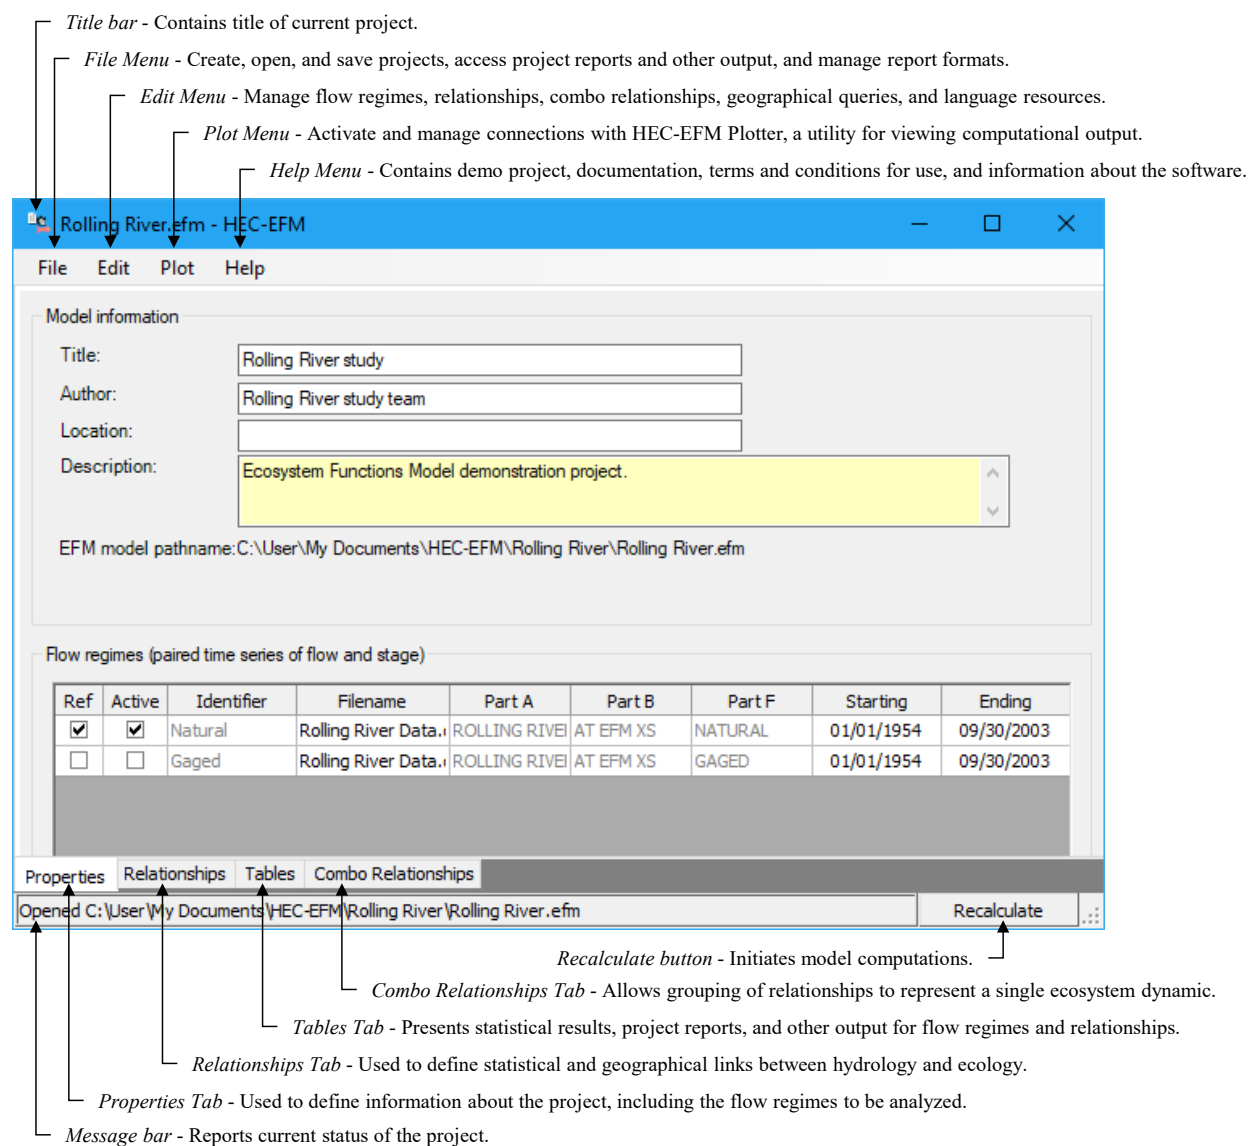 Title bar - Contains title of current project.
File Menu - Create, open, and save projects, access project reports and other output, and manage report formats.
Edit Menu - Manage flow regimes, relationships, combo relationships, geographical queries, and language resources.
Plot Menu - Activate and manage connections with HEC-EFM Plotter, a utility for viewing computational output.
Help Menu - Contains demo project, documentation, terms and conditions for use, and information about the software.
Rolling River.efm - HEC-EFM
File Edit Plot Help
Model information
Title: Rolling River study
Author: Rolling River study team
Location:
Description: Ecosystem Functions Model demonstration project.
EFM model pathname:C:\User\My Documents\HEC-EFM\Rolling River\Rolling River.efm
Flow regimes (paired time series of flow and stage)
Ref Active Identifier Filename Part A Part B Part F Starting Ending
Natural Rolling River Data. ROLLING RIVE AT EFM XS NATURAL 01/01/1954 09/30/2003
Gaged Rolling River Data. ROLLING RIVE AT EFM XS GAGED 01/01/1954 09/30/2003
Properties Relationships Tables Combo Relationships
Opened C:\User\My Documents\HEC-EFM\Rolling River\Rolling River.efm Recalculate
Recalculate button - Initiates model computations.
Combo Relationships Tab - Allows grouping of relationships to represent a single ecosystem dynamic.
Tables Tab - Presents statistical results, project reports, and other output for flow regimes and relationships.
Relationships Tab - Used to define statistical and geographical links between hydrology and ecology.
Properties Tab - Used to define information about the project, including the flow regimes to be analyzed.
Message bar - Reports current status of the project.